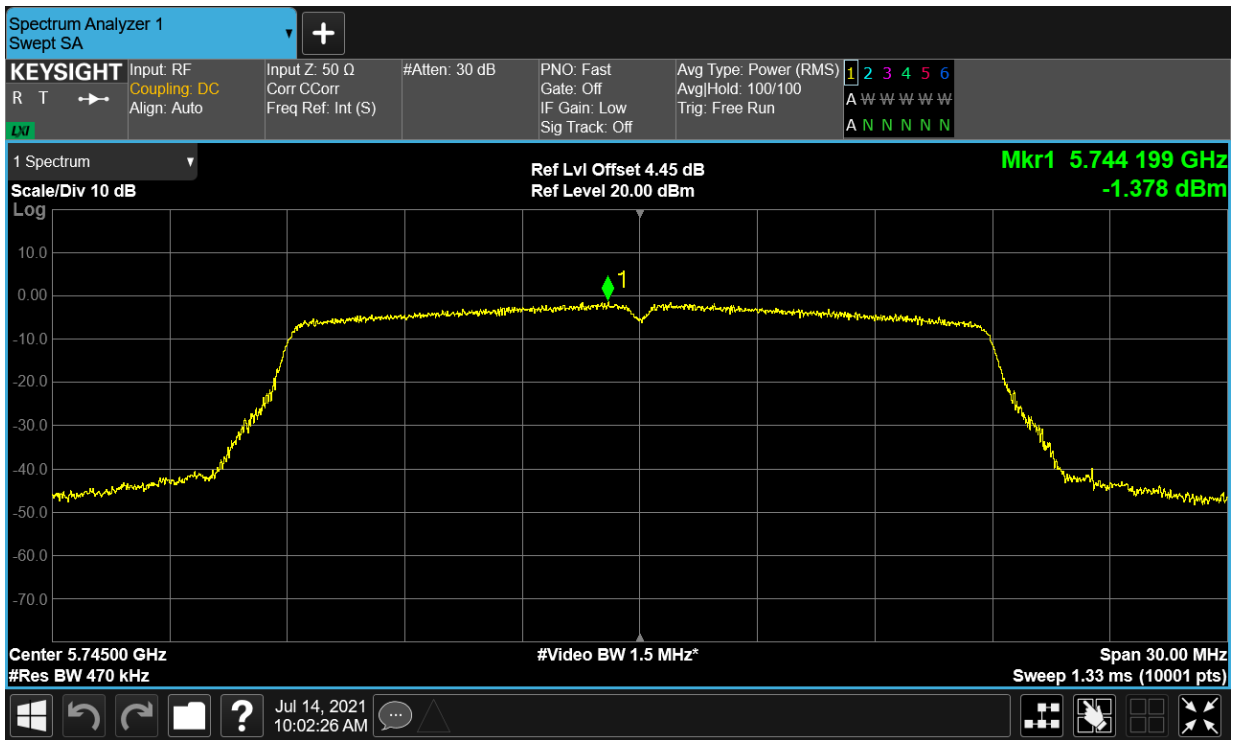 Spectrum Analyzer 1
Swept SA
+
KEYSIGHT
R T
LXI
Input: RF
Coupling: DC
Align: Auto
Input Z: 50 Ω
Corr CCorr
Freq Ref: Int (S)
#Atten: 30 dB
PNO: Fast
Gate: Off
IF Gain: Low
Sig Track: Off
Avg Type: Power (RMS)
Avg|Hold: 100/100
Trig: Free Run
1 2 3 4 5 6
A W W W W W
A N N N N N
1 Spectrum
Scale/Div 10 dB
Log
Ref Lvl Offset 4.45 dB
Ref Level 20.00 dBm
Mkr1 5.744 199 GHz
-1.378 dBm
10.0
0.00
-10.0
-20.0
-30.0
-40.0
-50.0
-60.0
-70.0
1
Center 5.74500 GHz
#Res BW 470 kHz
#Video BW 1.5 MHz*
Span 30.00 MHz
Sweep 1.33 ms (10001 pts)
?
Jul 14, 2021
10:02:26 AM